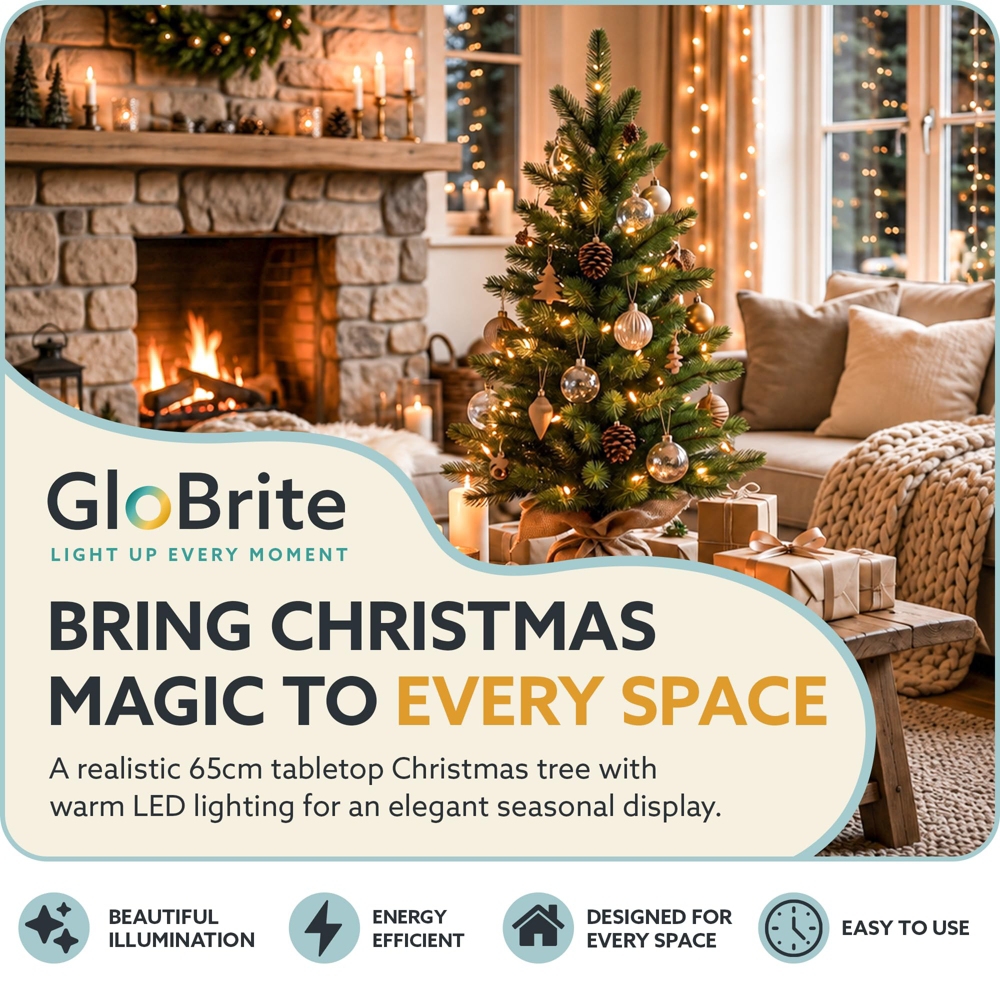 GloBrite
LIGHT UP EVERY MOMENT
BRING CHRISTMAS
MAGIC TO EVERY SPACE
A realistic 65cm tabletop Christmas tree with
warm LED lighting for an elegant seasonal display.
BEAUTIFUL
ILLUMINATION
ENERGY
EFFICIENT
DESIGNED FOR
EVERY SPACE
EASY TO USE